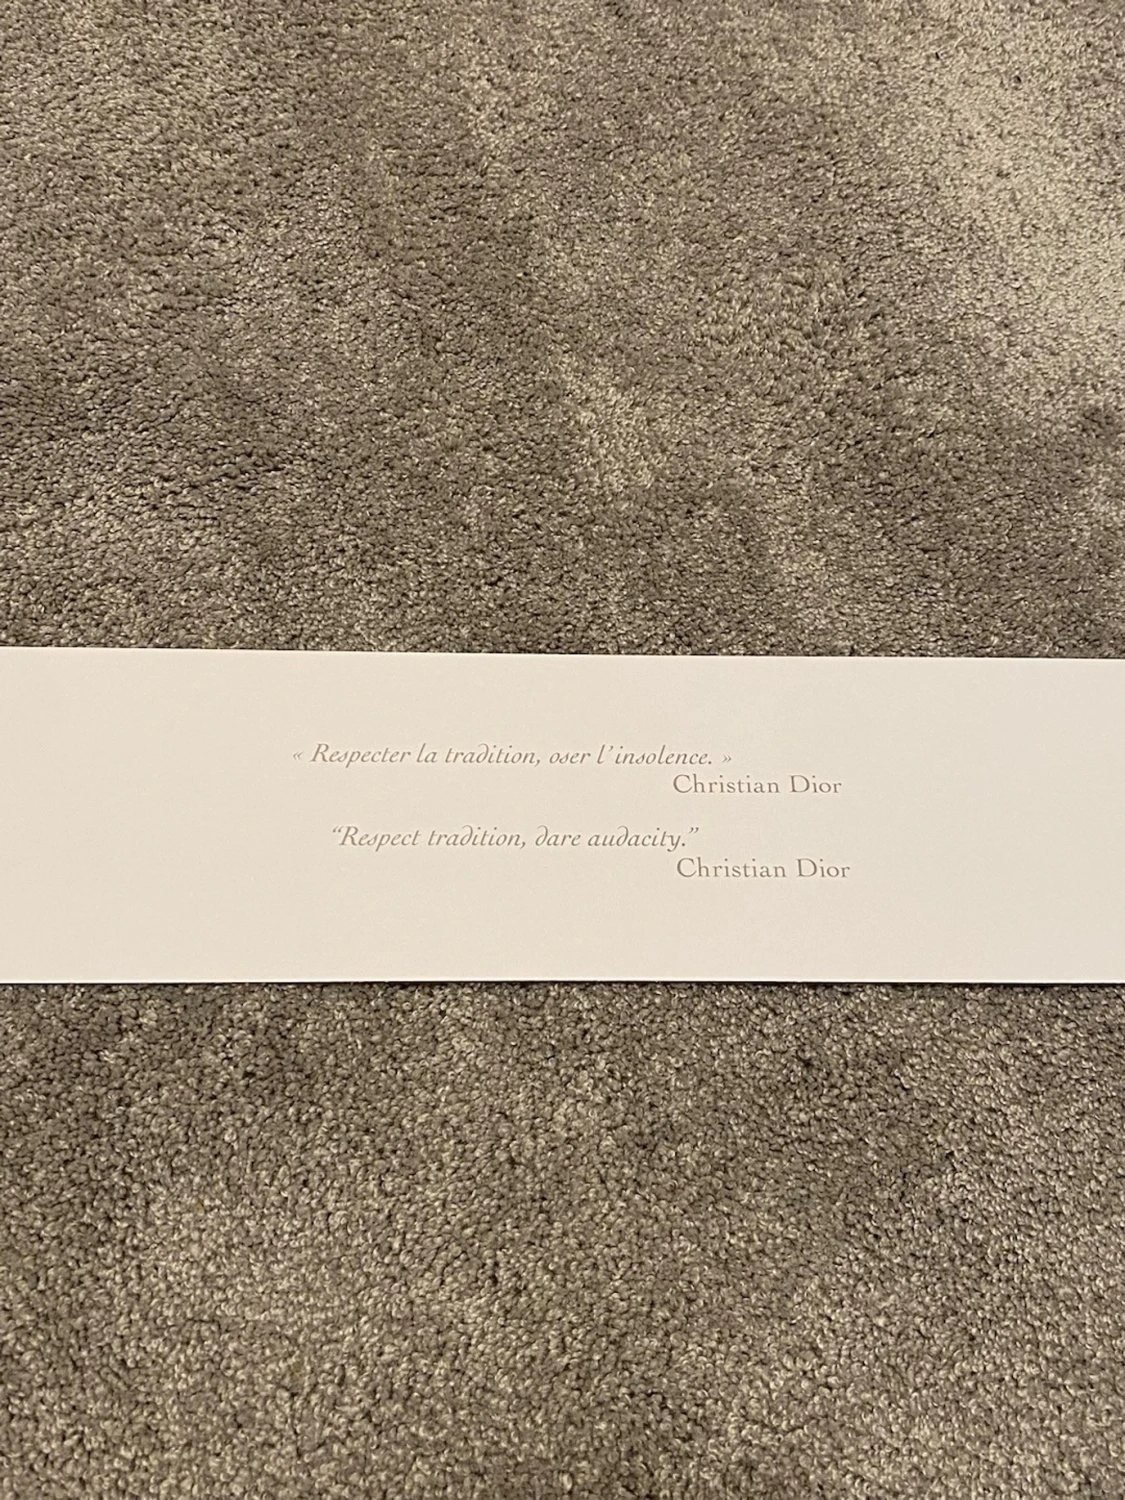 « Respecter la tradition, oser l'insolence. »
Christian Dior
“Respect tradition, dare audacity.”
Christian Dior